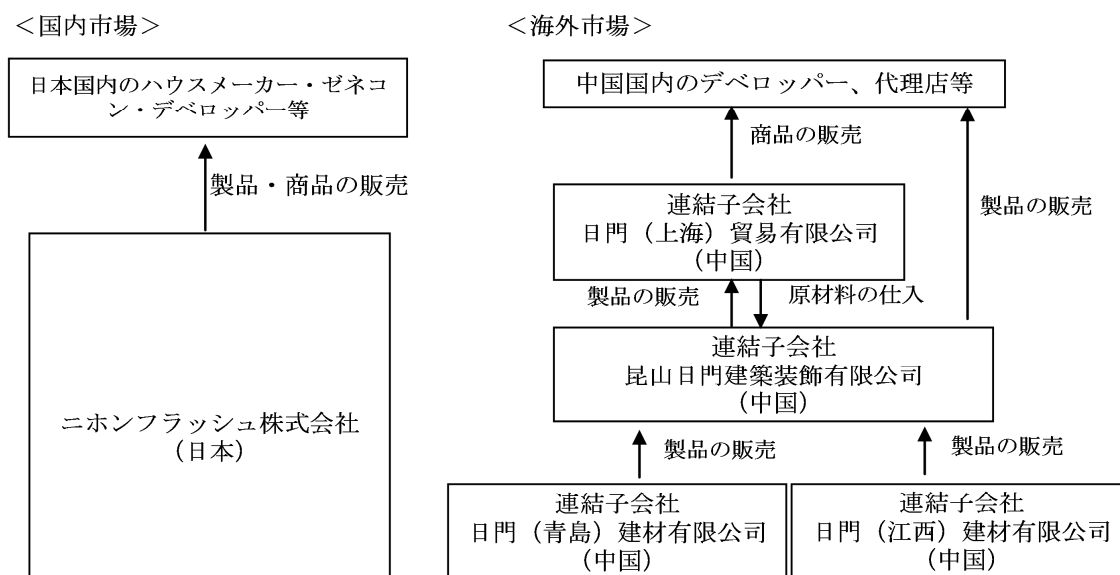 ＜国内市場＞
日本国内のハウスメーカー・ゼネコ
ン・デベロッパー等
製品・商品の販売
ニホンフラッシュ株式会社
（日本）
＜海外市場＞
中国国内のデベロッパー、代理店等
商品の販売
製品の販売
連結子会社
日門（上海）貿易有限公司
（中国）
製品の販売
原材料の仕入
連結子会社
昆山日門建築装飾有限公司
（中国）
製品の販売
製品の販売
連結子会社
日門（青島）建材有限公司
（中国）
連結子会社
日門（江西）建材有限公司
（中国）